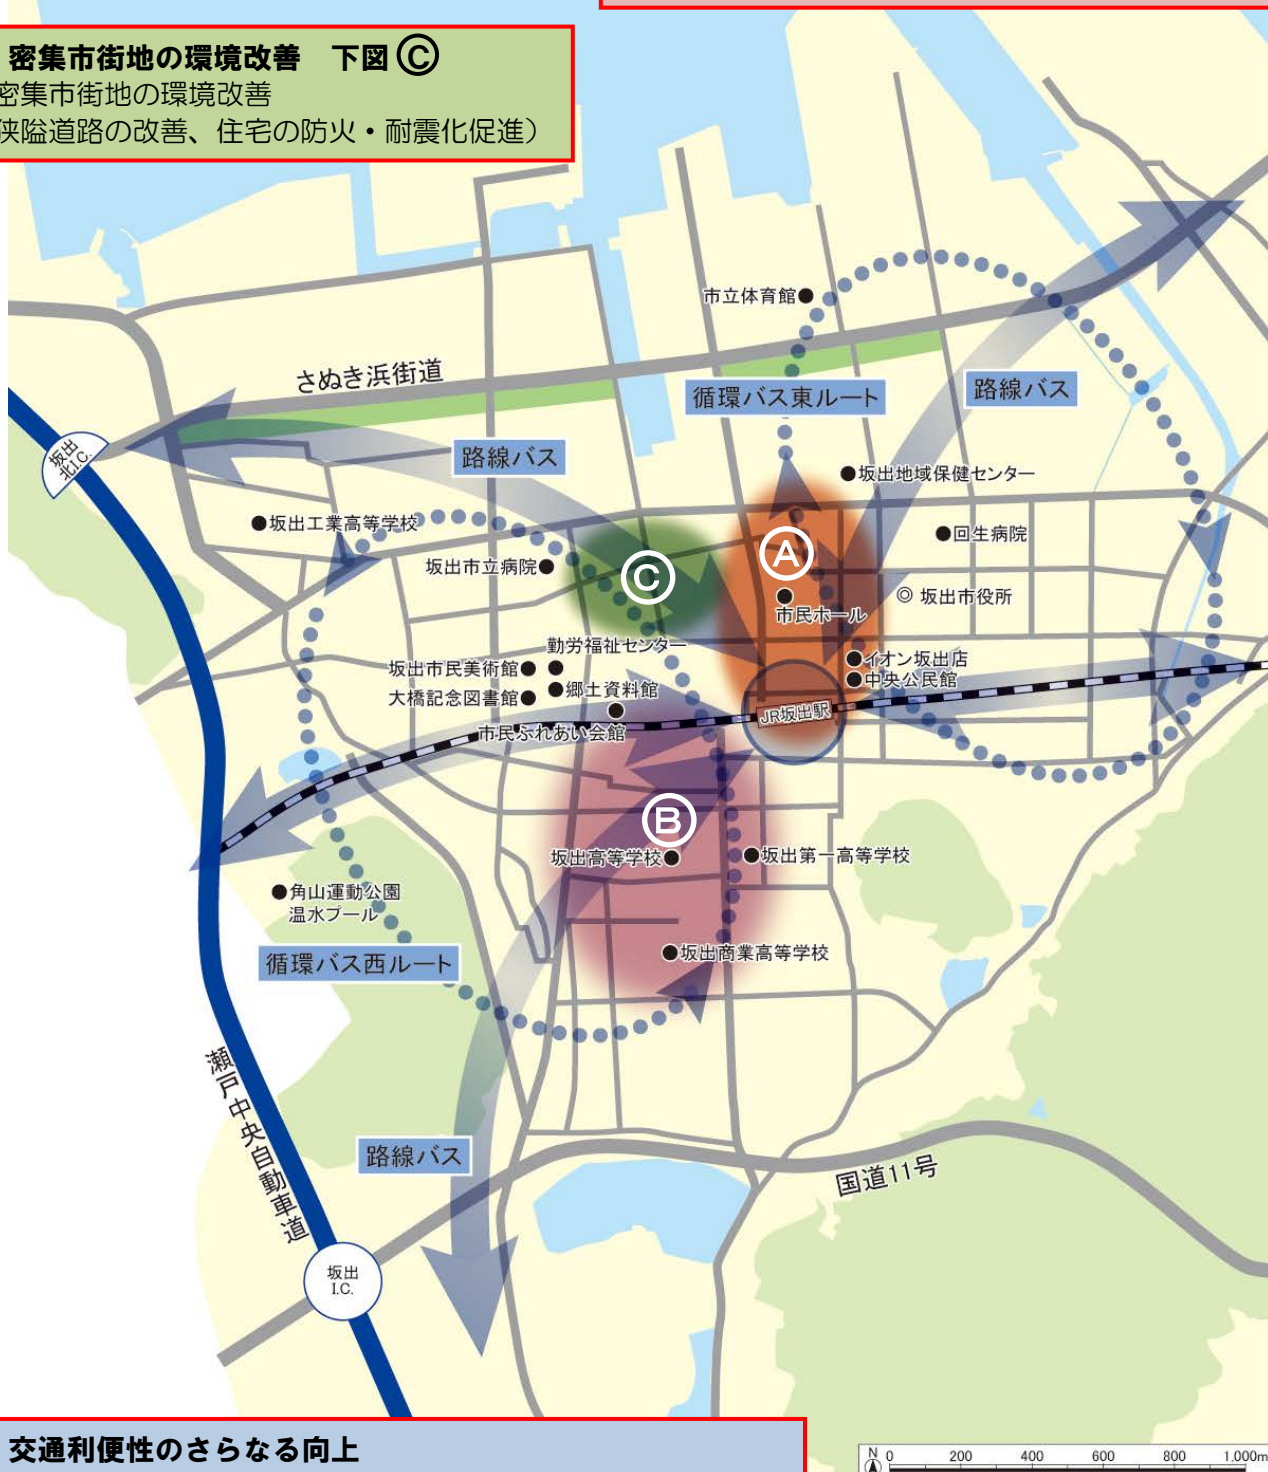 密集市街地の環境改善　下図Ⓒ
密集市街地の環境改善
狭隘道路の改善、住宅の防火・耐震化促進）
市立体育館
さぬき浜街道
循環バス東ルート
路線バス
坂出
北I.C.
路線バス
坂出地域保健センター
坂出工業高等学校
回生病院
坂出市立病院
Ⓒ
Ⓐ
◎ 坂出市役所
市民ホール
勤労福祉センター
イオン坂出店
坂出市民美術館
中央公民館
郷土資料館
大橋記念図書館
JR坂出駅
市民ふれあい会館
Ⓑ
坂出高等学校
坂出第一高等学校
角山運動公園
温水プール
坂出商業高等学校
循環バス西ルート
瀬戸中央自動車道
路線バス
国道11号
坂出
I.C.
交通利便性のさらなる向上
N 0 200 400 600 800 1,000m